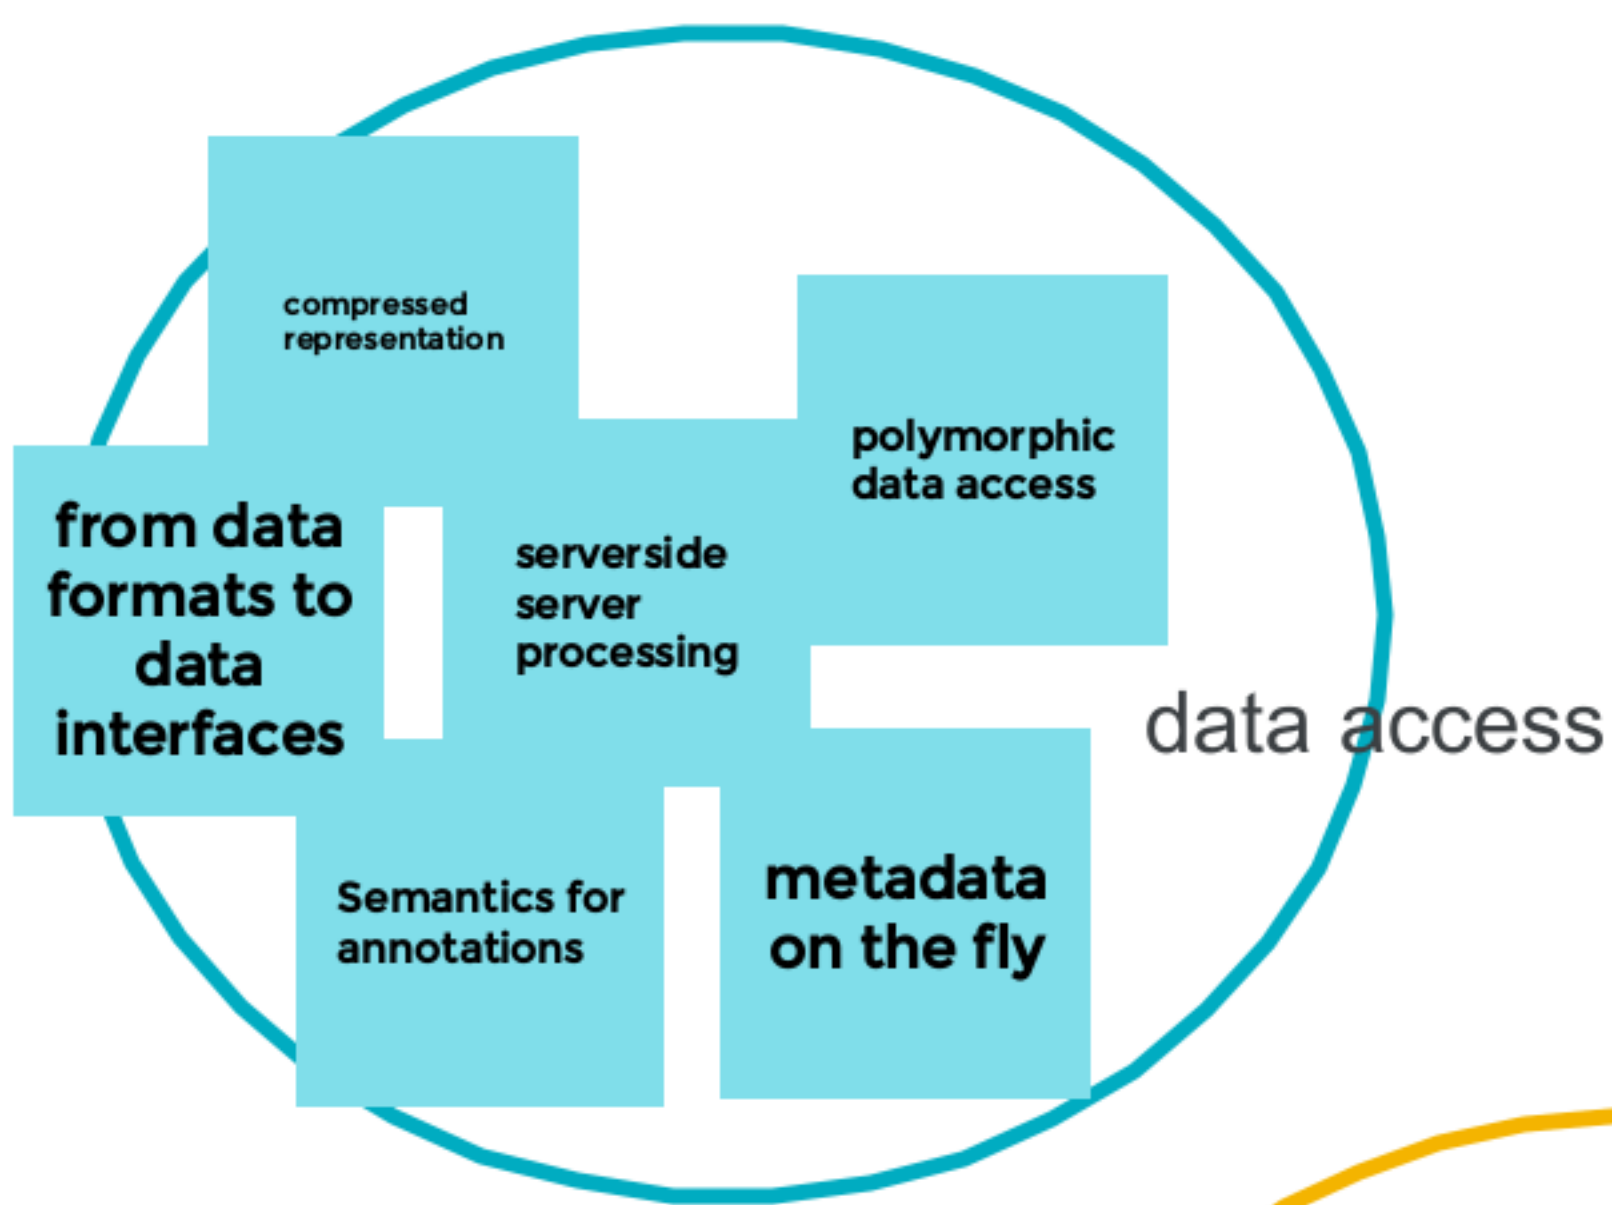 compressed
representation
polymorphic
data access
from data
formats to
data
interfaces
serverside
server
processing
data access
Semantics for
annotations
metadata
on the fly